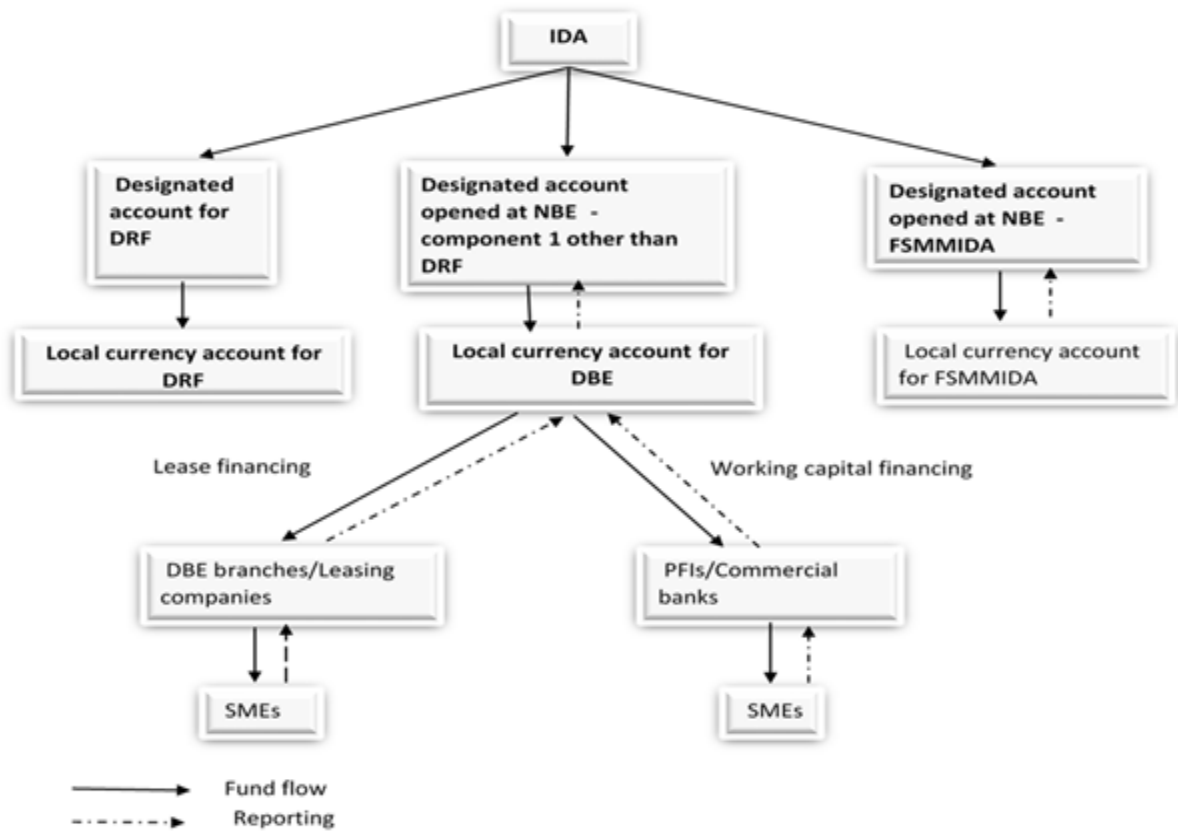 IDA
Designated
account for
DRF
Designated account
opened at NBE -
component 1 other than
DRF
Designated account
opened at NBE -
FSMMIDA
Local currency account for
DRF
Local currency account for
DBE
Local currency account
for FSMMIDA
Lease financing
Working capital financing
DBE branches/Leasing
companies
PFIs/Commercial
banks
SMEs
SMEs
Fund flow
Reporting